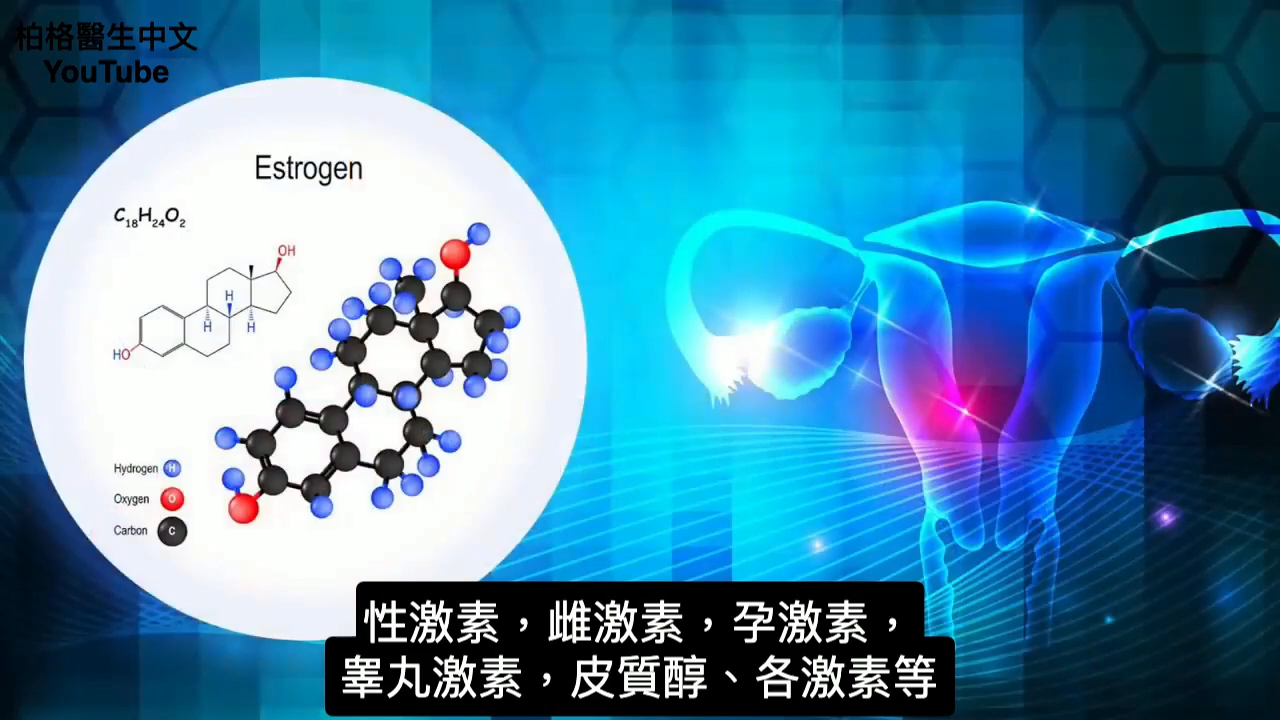 柏格醫生中文
YouTube
Estrogen
C18H24O2
OH
H
H
H
HO
Hydrogen H
Oxygen O
Carbon C
性激素，雌激素，孕激素，
睾丸激素，皮質醇、各激素等